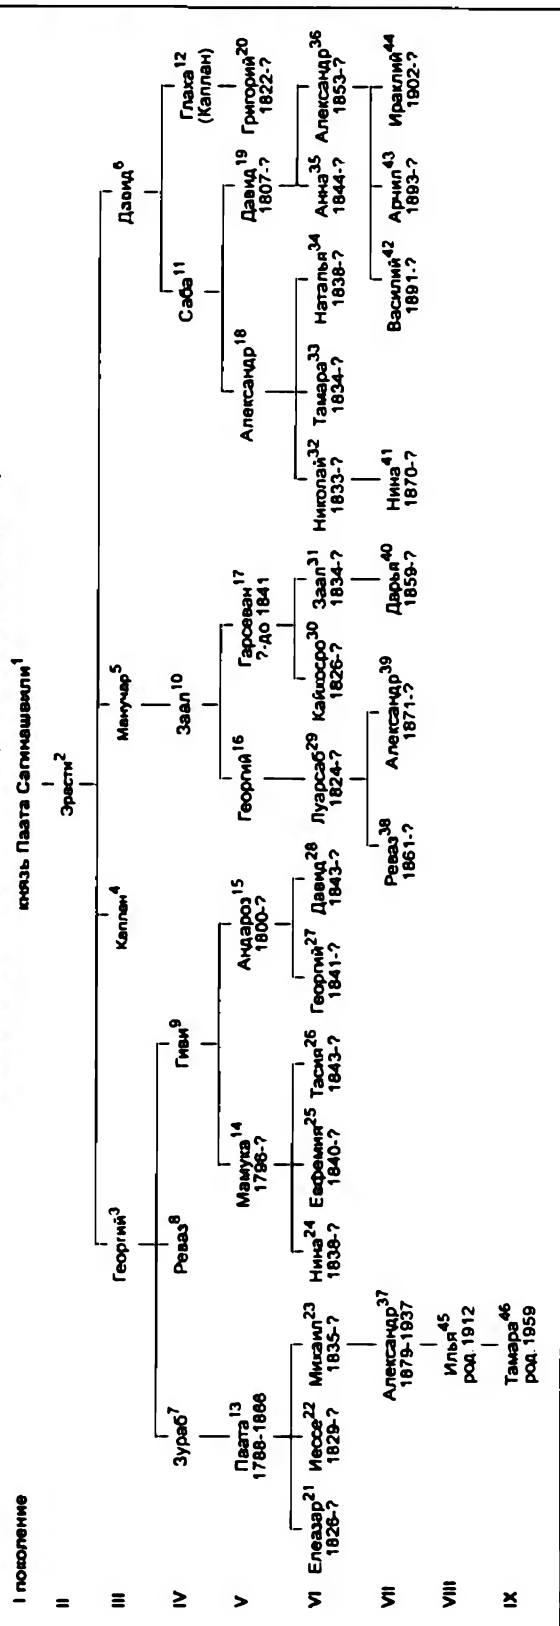 князь Паата Сагинашвили1
I поколение
II
Эрасти2
III
Георгий3 Каплан4 Манучар5 Давид6
IV
Зураб7 Реваз8 Гиви9 Заал10 Саба11 Глаха12
(Каплан)
V
Паата13 Мамука14 Андароз15 Георгий16 Гарсеван17 Александр18 Давид19 Григорий20
1788-1866 1796-? 1800-? ?-до 1841 1807-? 1822-?
VI
Елеазар21 Иессе22 Михаил23 Нина24 Евфемия25 Тасия26 Георгий27 Давид28 Луарсаб29 Кайхосро30 Заал31 Николай32 Тамара33 Наталья34 Анна35 Александр36
1826-? 1829-? 1835-? 1838-? 1840-? 1843-? 1841-? 1843-? 1824-? 1826-? 1834-? 1833-? 1834-? 1838-? 1844-? 1853-?
VII
Александр37 Реваз38 Александр39 Дарья40 Нина41 Василий42 Арчил43 Ираклий44
1879-1937 1861-? 1871-? 1859-? 1870-? 1891-? 1893-? 1902-?
VIII
Илья45
род. 1912
IX
Тамара46
род. 1959